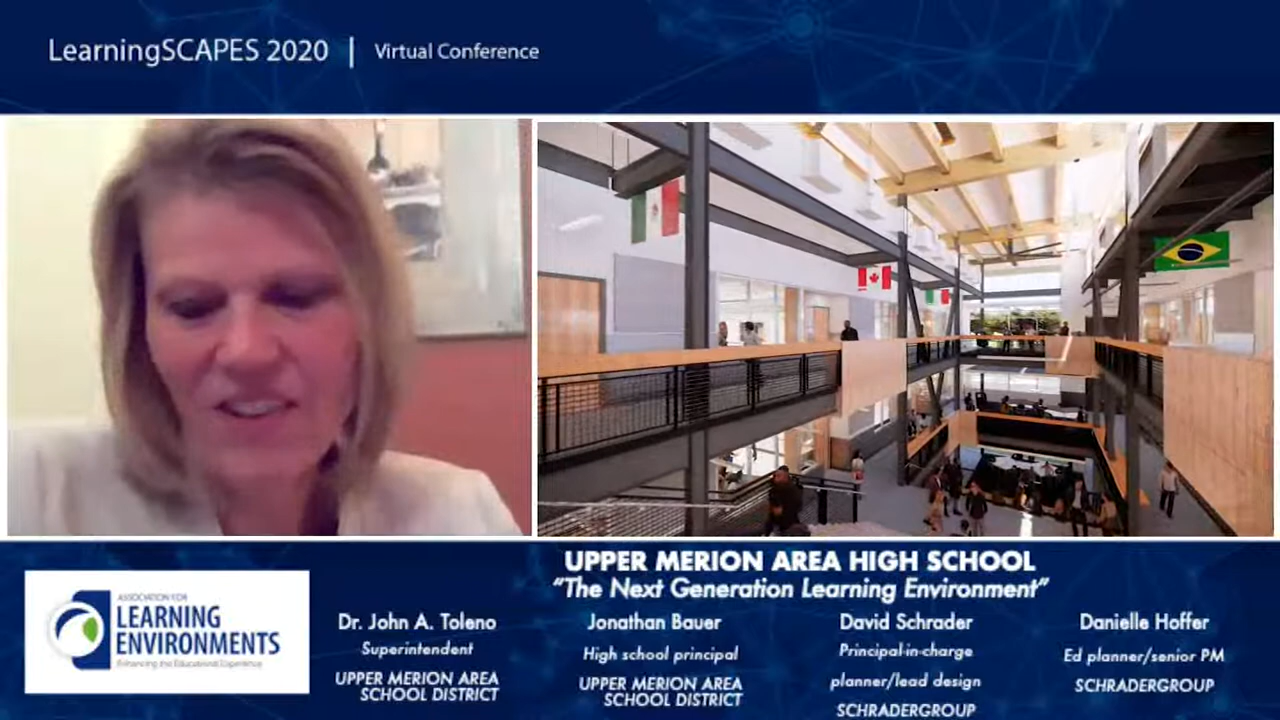 LearningSCAPES 2020 | Virtual Conference
UPPER MERION AREA HIGH SCHOOL
“The Next Generation Learning Environment”
ASSOCIATION FOR
LEARNING
ENVIRONMENTS
Enhancing the Educational Experience
Dr. John A. Toleno
Superintendent
UPPER MERION AREA
SCHOOL DISTRICT
Jonathan Bauer
High school principal
UPPER MERION AREA
SCHOOL DISTRICT
David Schrader
Principal-in-charge
planner/lead design
SCHRADERGROUP
Danielle Hoffer
Ed planner/senior PM
SCHRADERGROUP